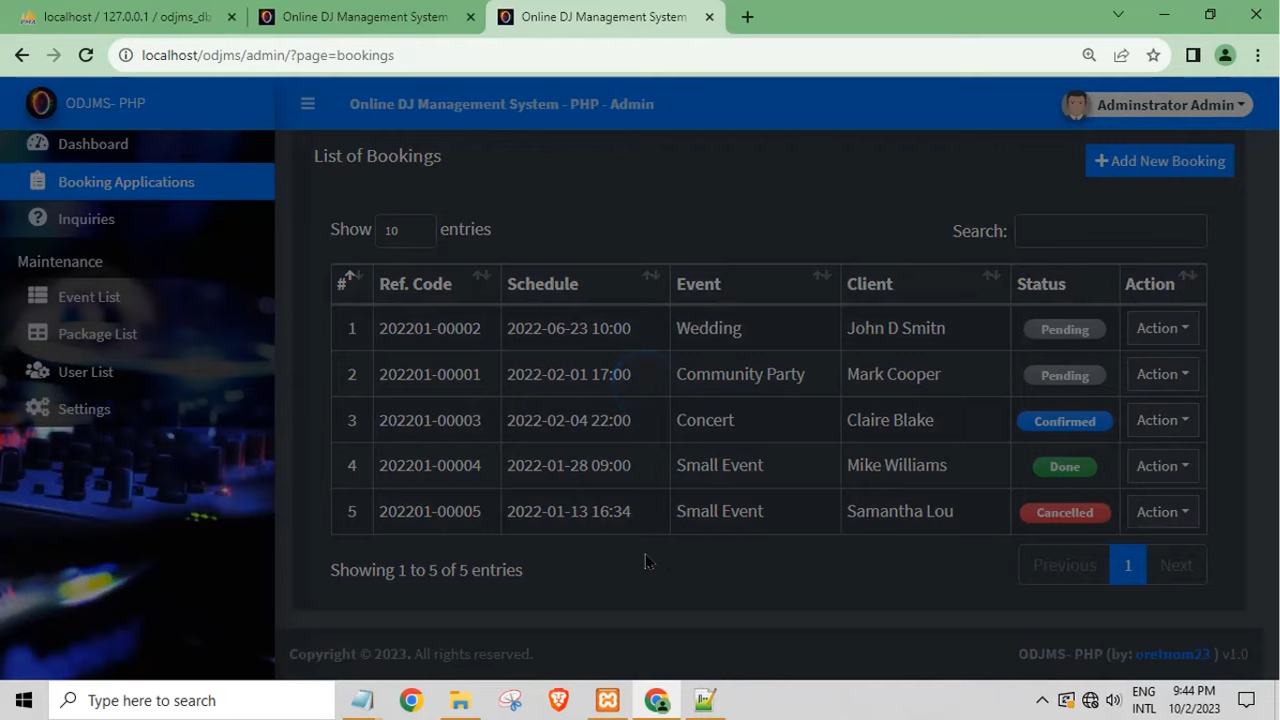 localhost / 127.0.0.1 / odjms_db
Online DJ Management System
Online DJ Management System
localhost/odjms/admin/?page=bookings
ODJMS- PHP
Online DJ Management System - PHP - Admin
Adminstrator Admin
Dashboard
Booking Applications
Inquiries
Maintenance
Event List
Package List
User List
Settings
List of Bookings
Add New Booking
Show 10 entries
Search:
# Ref. Code Schedule Event Client Status Action
1 202201-00002 2022-06-23 10:00 Wedding John D Smitn Pending Action
2 202201-00001 2022-02-01 17:00 Community Party Mark Cooper Pending Action
3 202201-00003 2022-02-04 22:00 Concert Claire Blake Confirmed Action
4 202201-00004 2022-01-28 09:00 Small Event Mike Williams Done Action
5 202201-00005 2022-01-13 16:34 Small Event Samantha Lou Cancelled Action
Showing 1 to 5 of 5 entries
Previous 1 Next
Copyright © 2023. All rights reserved.
ODJMS- PHP (by: oretnom23 ) v1.0
Type here to search
ENG
INTL
9:44 PM
10/2/2023